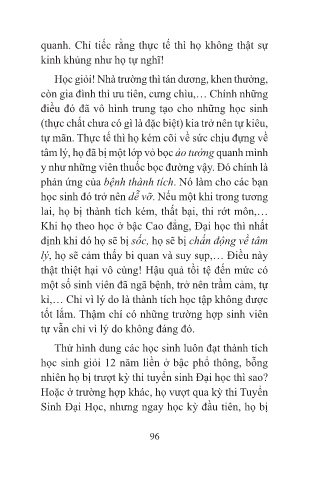 quanh. Chỉ tiếc rằng thực tế thì họ không thật sự
kinh khủng như họ tự nghĩ!
Học giỏi! Nhà trường thì tán dương, khen thưởng,
còn gia đình thì ưu tiên, cưng chìu,… Chính những
điều đó đã vô hình trung tạo cho những học sinh
(thực chất chưa có gì là đặc biệt) kia trở nên tự kiêu,
tự mãn. Thực tế thì họ kém cõi về sức chịu đựng về
tâm lý, họ đã bị một lớp vỏ bọc ảo tưởng quanh mình
y như những viên thuốc bọc đường vậy. Đó chính là
phản ứng của bệnh thành tích. Nó làm cho các bạn
học sinh đó trở nên dễ vỡ. Nếu một khi trong tương
lai, họ bị thành tích kém, thất bại, thi rớt môn,…
Khi họ theo học ở bậc Cao đẳng, Đại học thì nhất
định khi đó họ sẽ bị sốc, họ sẽ bị chấn động về tâm
lý, họ sẽ cảm thấy bi quan và suy sụp,… Điều này
thật thiệt hại vô cùng! Hậu quả tồi tệ đến mức có
một số sinh viên đã ngã bệnh, trở nên trầm cảm, tự
kỉ,… Chỉ vì lý do là thành tích học tập không được
tốt lắm. Thậm chí có những trường hợp sinh viên
tự vẫn chỉ vì lý do không đáng đó.
Thử hình dung các học sinh luôn đạt thành tích
học sinh giỏi 12 năm liền ở bậc phổ thông, bỗng
nhiên họ bị trượt kỳ thi tuyển sinh Đại học thì sao?
Hoặc ở trường hợp khác, họ vượt qua kỳ thi Tuyển
Sinh Đại Học, nhưng ngay học kỳ đầu tiên, họ bị
96